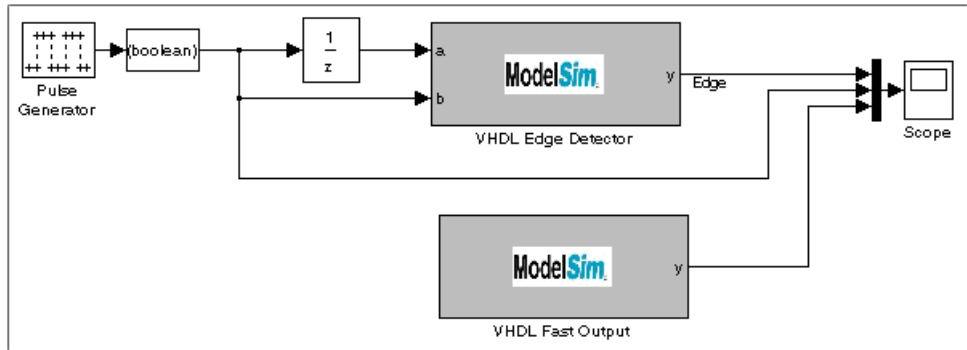 Pulse
Generator
(boolean)
1
z
a
b
ModelSim
y
VHDL Edge Detector
Edge
Scope
ModelSim
y
VHDL Fast Output